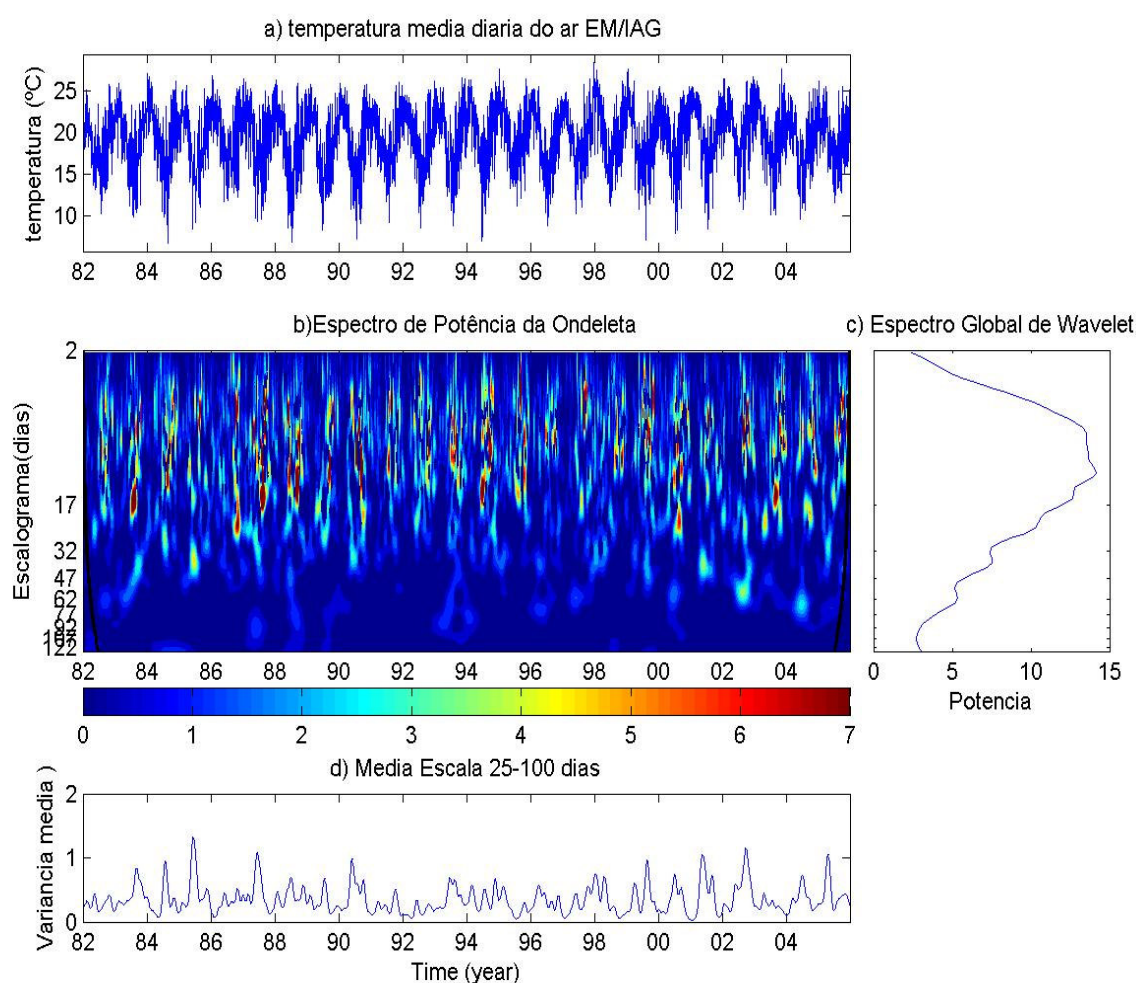 a) temperatura media diaria do ar EM/IAG
temperatura (ºC)
25
20
15
10
82 84 86 88 90 92 94 96 98 00 02 04
b)Espectro de Potência da Ondeleta
c) Espectro Global de Wavelet
Escalograma(dias)
2
17
32
47
62
77
92
122
82 84 86 88 90 92 94 96 98 00 02 04
0 5 10 15
Potencia
0 1 2 3 4 5 6 7
d) Media Escala 25-100 dias
Variancia media )
2
1
0
82 84 86 88 90 92 94 96 98 00 02 04
Time (year)